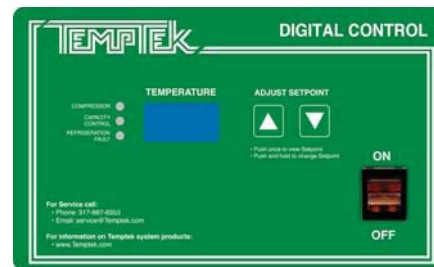 TEMPTEK
DIGITAL CONTROL
TEMPERATURE
ADJUST SETPOINT
COMPRESSOR
CAPACITY
CONTROL
REFRIGERATION
FAULT
• Push once to view Setpoint
• Push and hold to change Setpoint
ON
OFF
For Service call:
• Phone: 317-887-6353
• Email: service@Temptek.com
For information on Temptek system products:
• www.Temptek.com